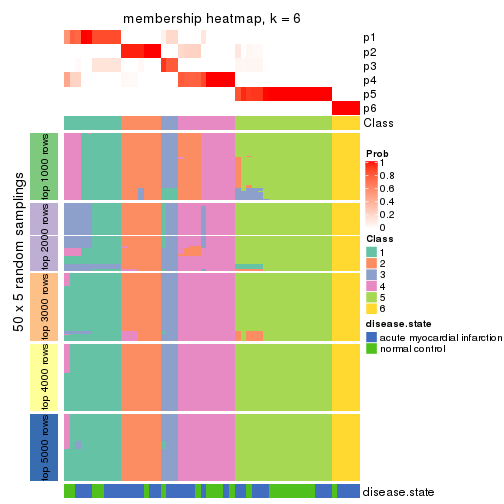 membership heatmap, k = 6
p1
p2
p3
p4
p5
p6
Class
50 x 5 random samplings
top 1000 rows
top 2000 rows
top 3000 rows
top 4000 rows
top 5000 rows
Prob
1
0.8
0.6
0.4
0.2
0
Class
1
2
3
4
5
6
disease.state
acute myocardial infarction
normal control
disease.state